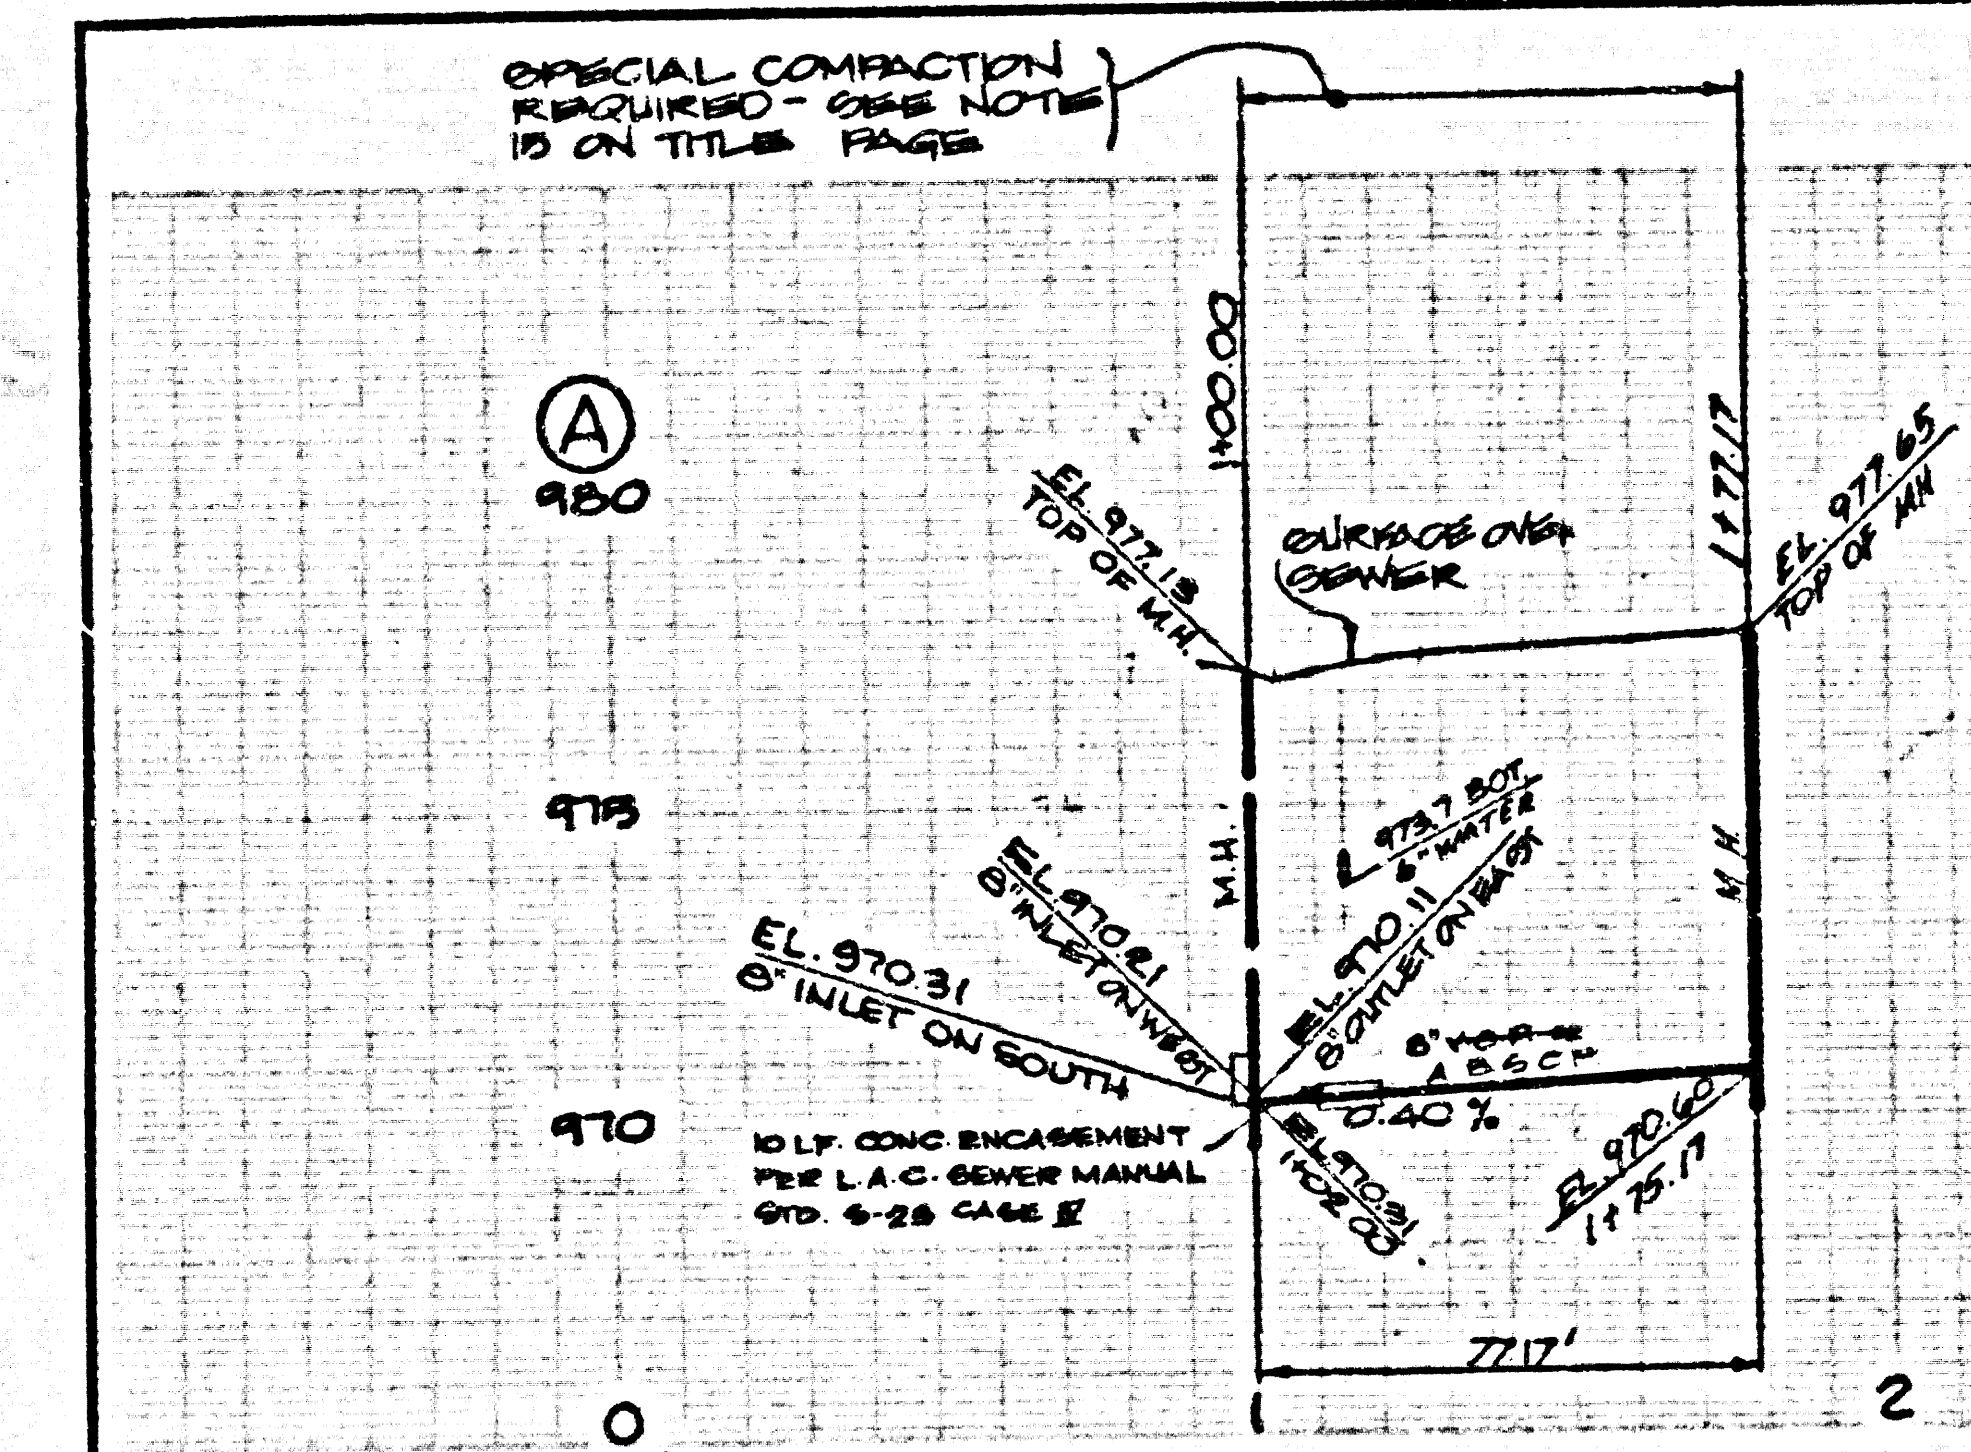 SPECIAL COMPACTION
REQUIRED - SEE NOTE
15 ON TITLE PAGE
1+00.00
1+77.17
A
980
EL. 977.13
TOP OF M.H.
SURFACE OVER
SEWER
EL. 977.65
TOP OF MH
975
M.H.
973.7 BOT.
6" WATER
M.H.
EL. 970.21
8" INLET ON WEST
EL. 970.31
8" INLET ON SOUTH
EL. 970.11
8" OUTLET ON EAST
8"
A B S C P
0.40 %
970
10 LF. CONC. ENCASEMENT
PER L.A.C. SEWER MANUAL
STD. S-23 CASE IV
EL. 970.31
1+02.00
EL. 970.60
1+75.17
77.17'
0
1
2